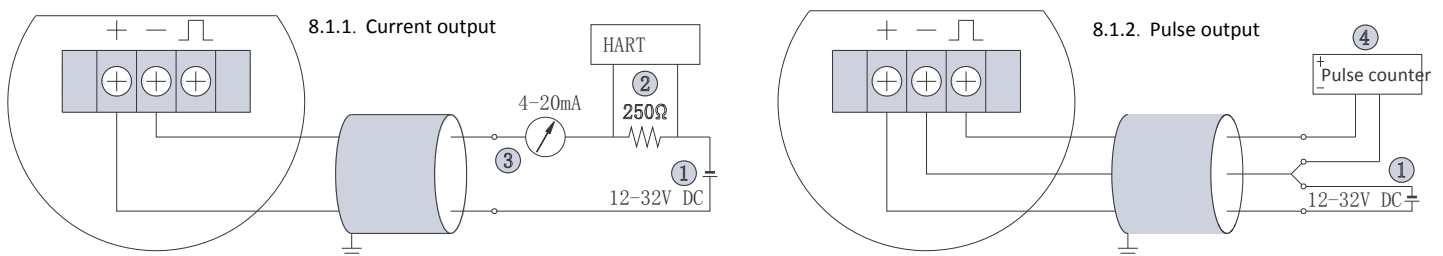 8.1.1. Current output
+ −
HART
②
4-20mA
250Ω
③
①
12-32V DC
8.1.2. Pulse output
+ −
④
+
Pulse counter
−
①
12-32V DC